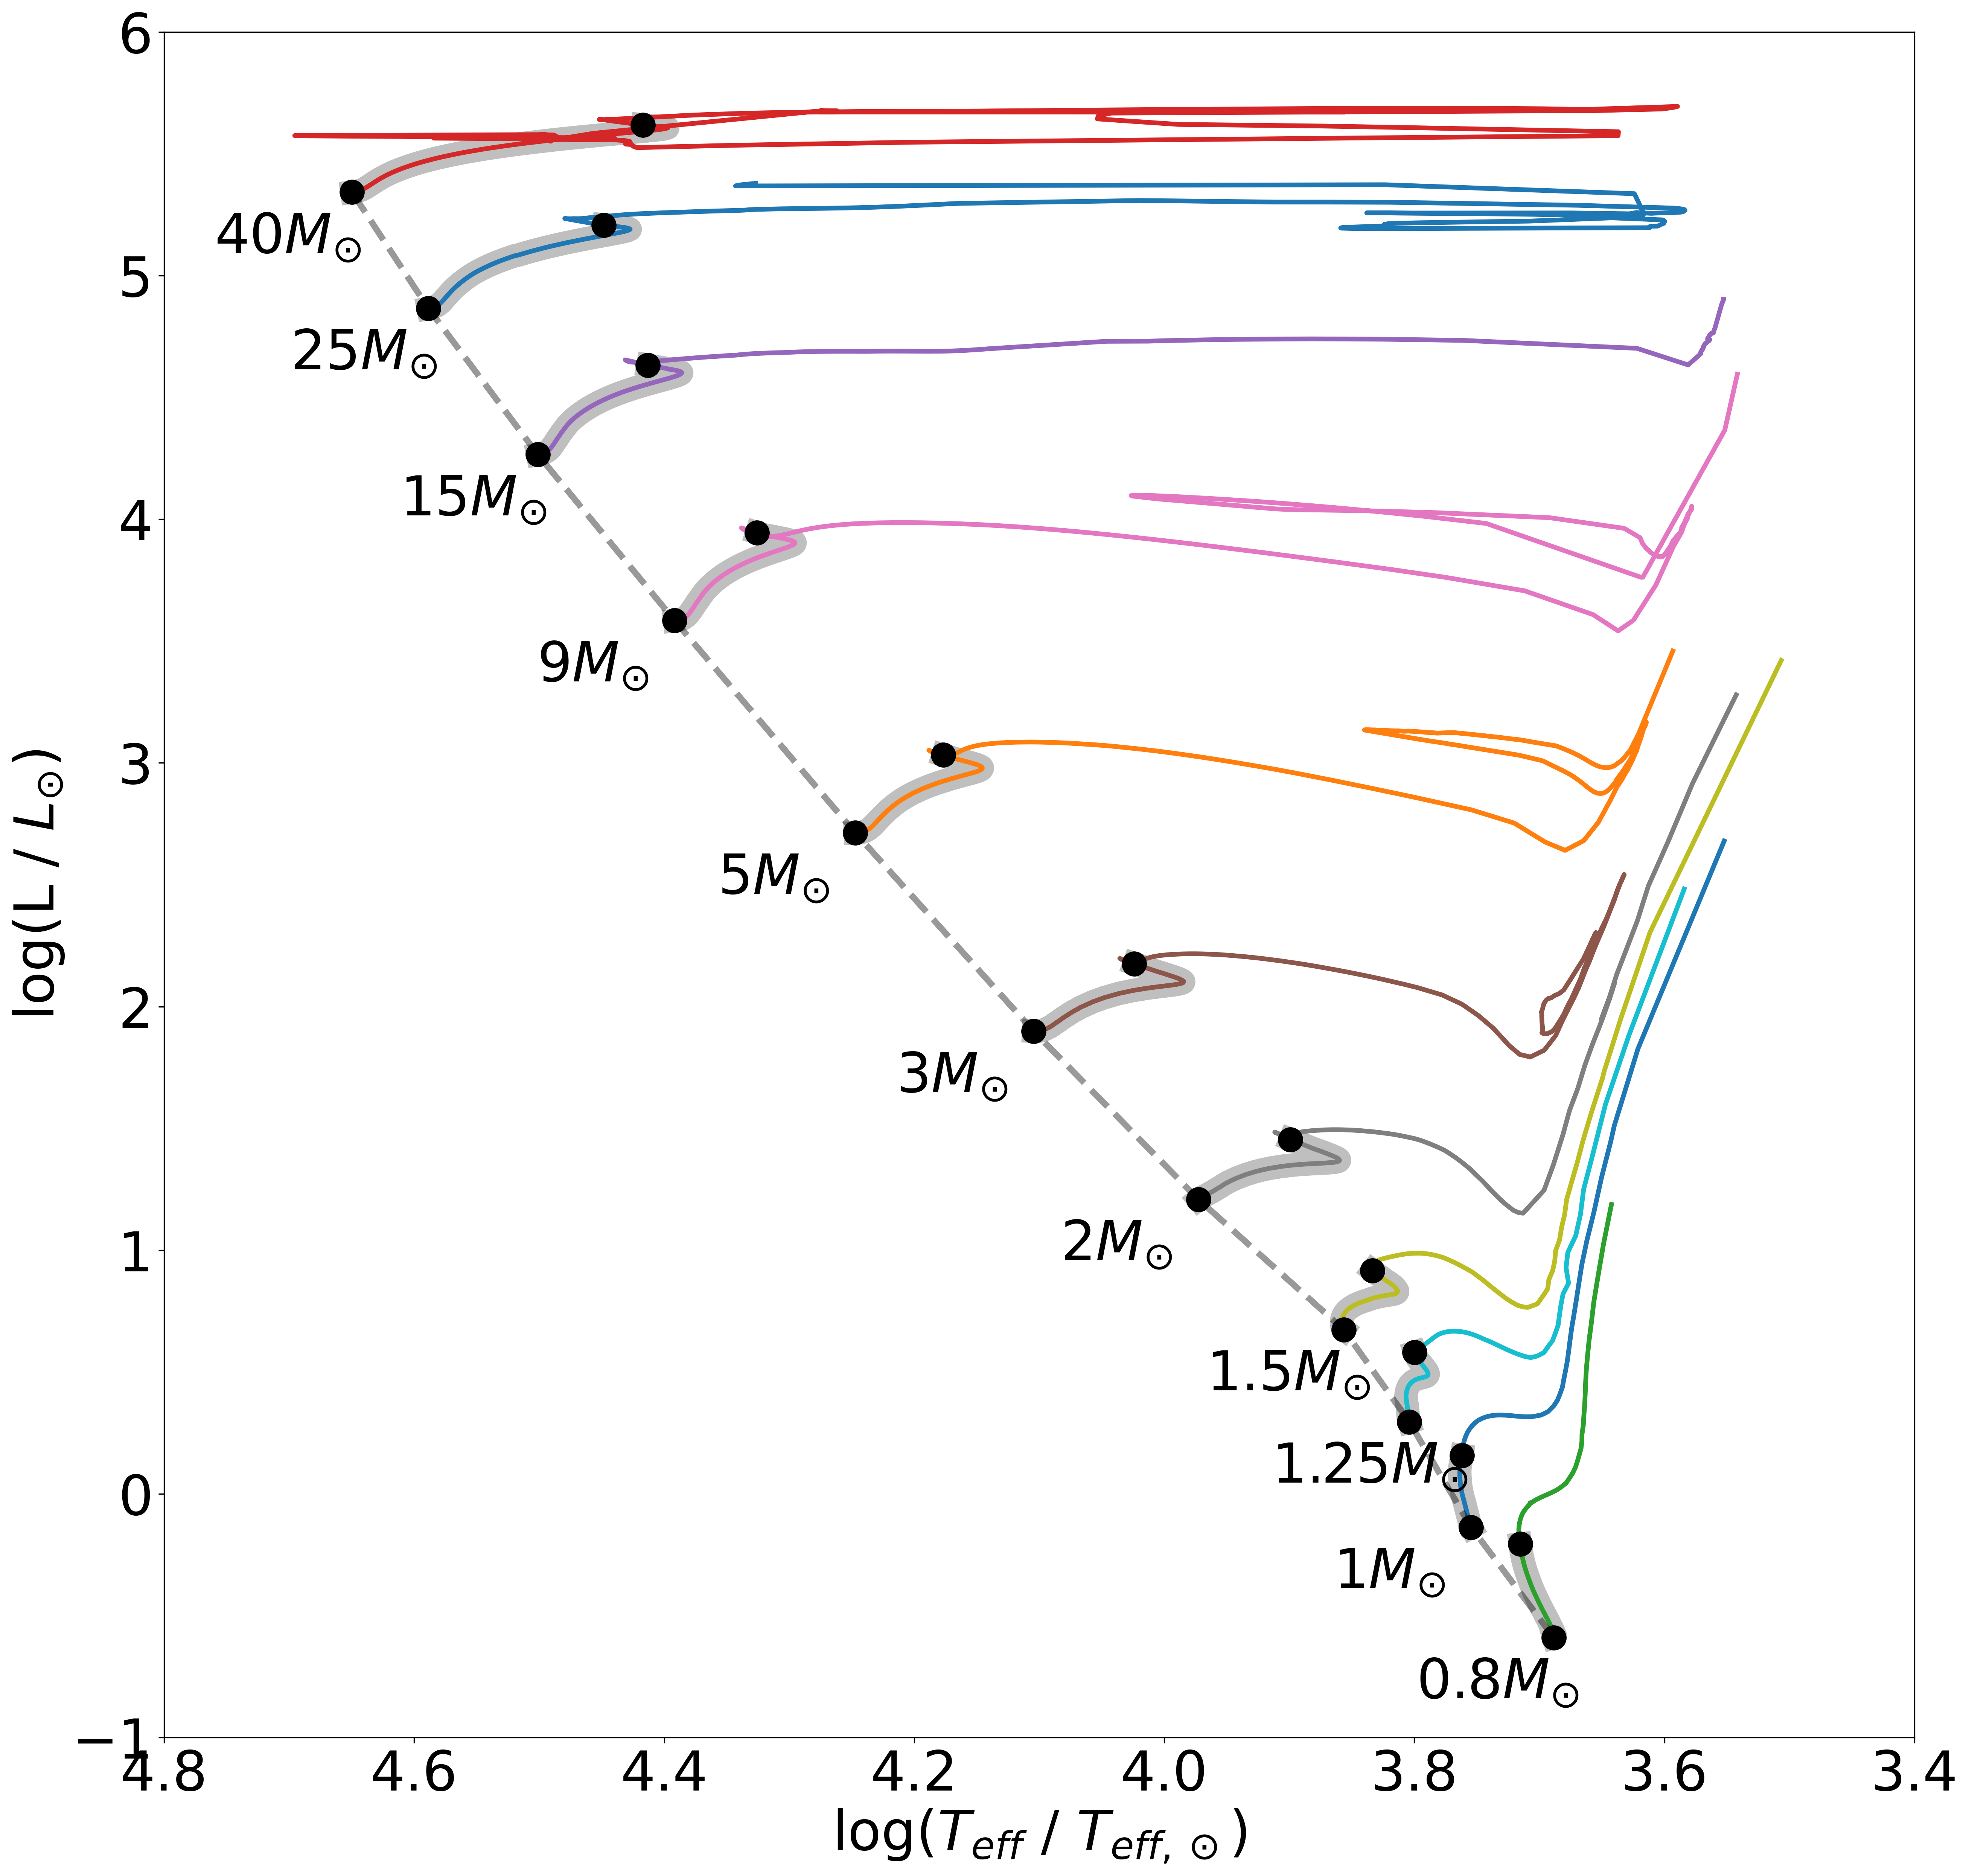 6
5
4
3
2
1
0
−1
log(L / L⊙)
40M⊙
25M⊙
15M⊙
9M⊙
5M⊙
3M⊙
2M⊙
1.5M⊙
1.25M⊙
1M⊙
0.8M⊙
4.8 4.6 4.4 4.2 4.0 3.8 3.6 3.4
log(Teff / Teff, ⊙)